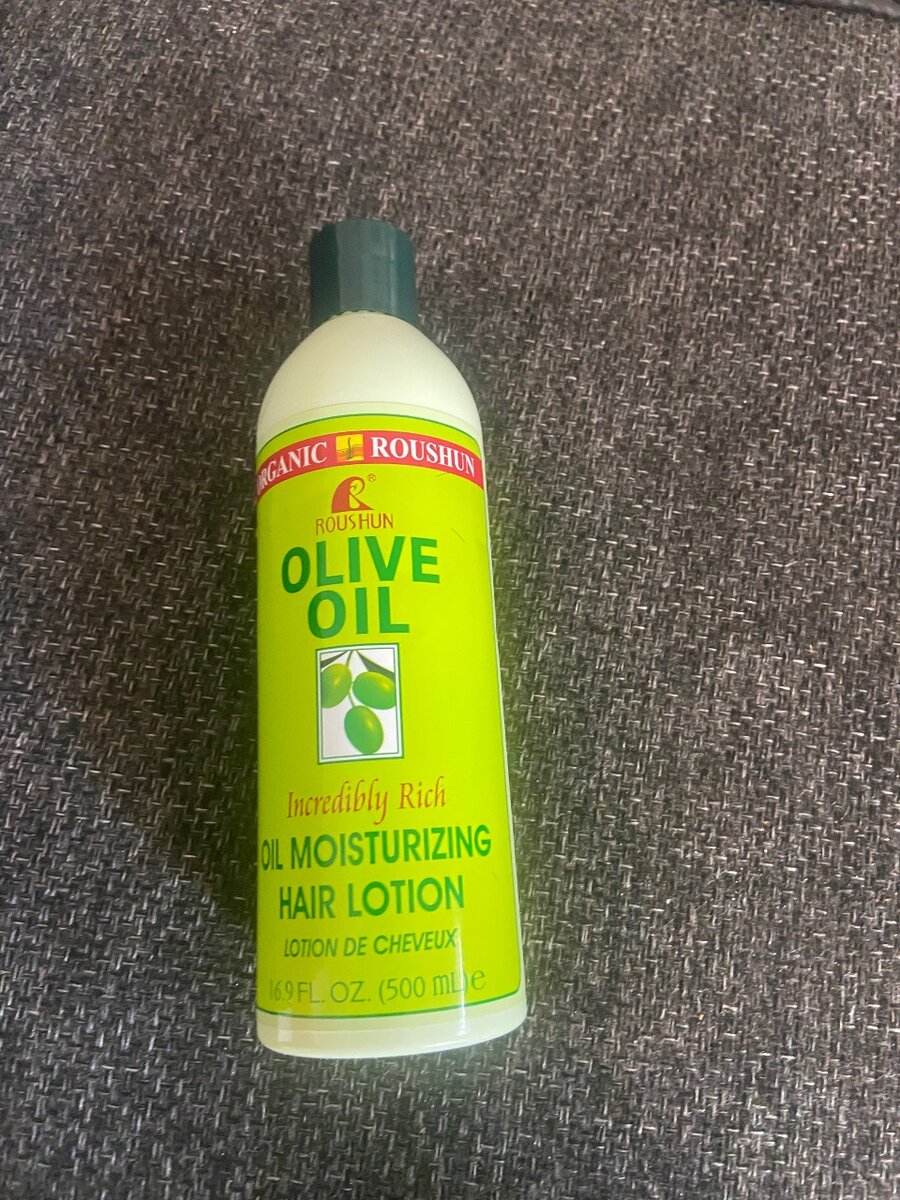 ORGANIC ROUSHUN
®
ROUSHUN
OLIVE
OIL
Incredibly Rich
OIL MOISTURIZING
HAIR LOTION
LOTION DE CHEVEUX
16.9 FL. OZ. (500 mL) e